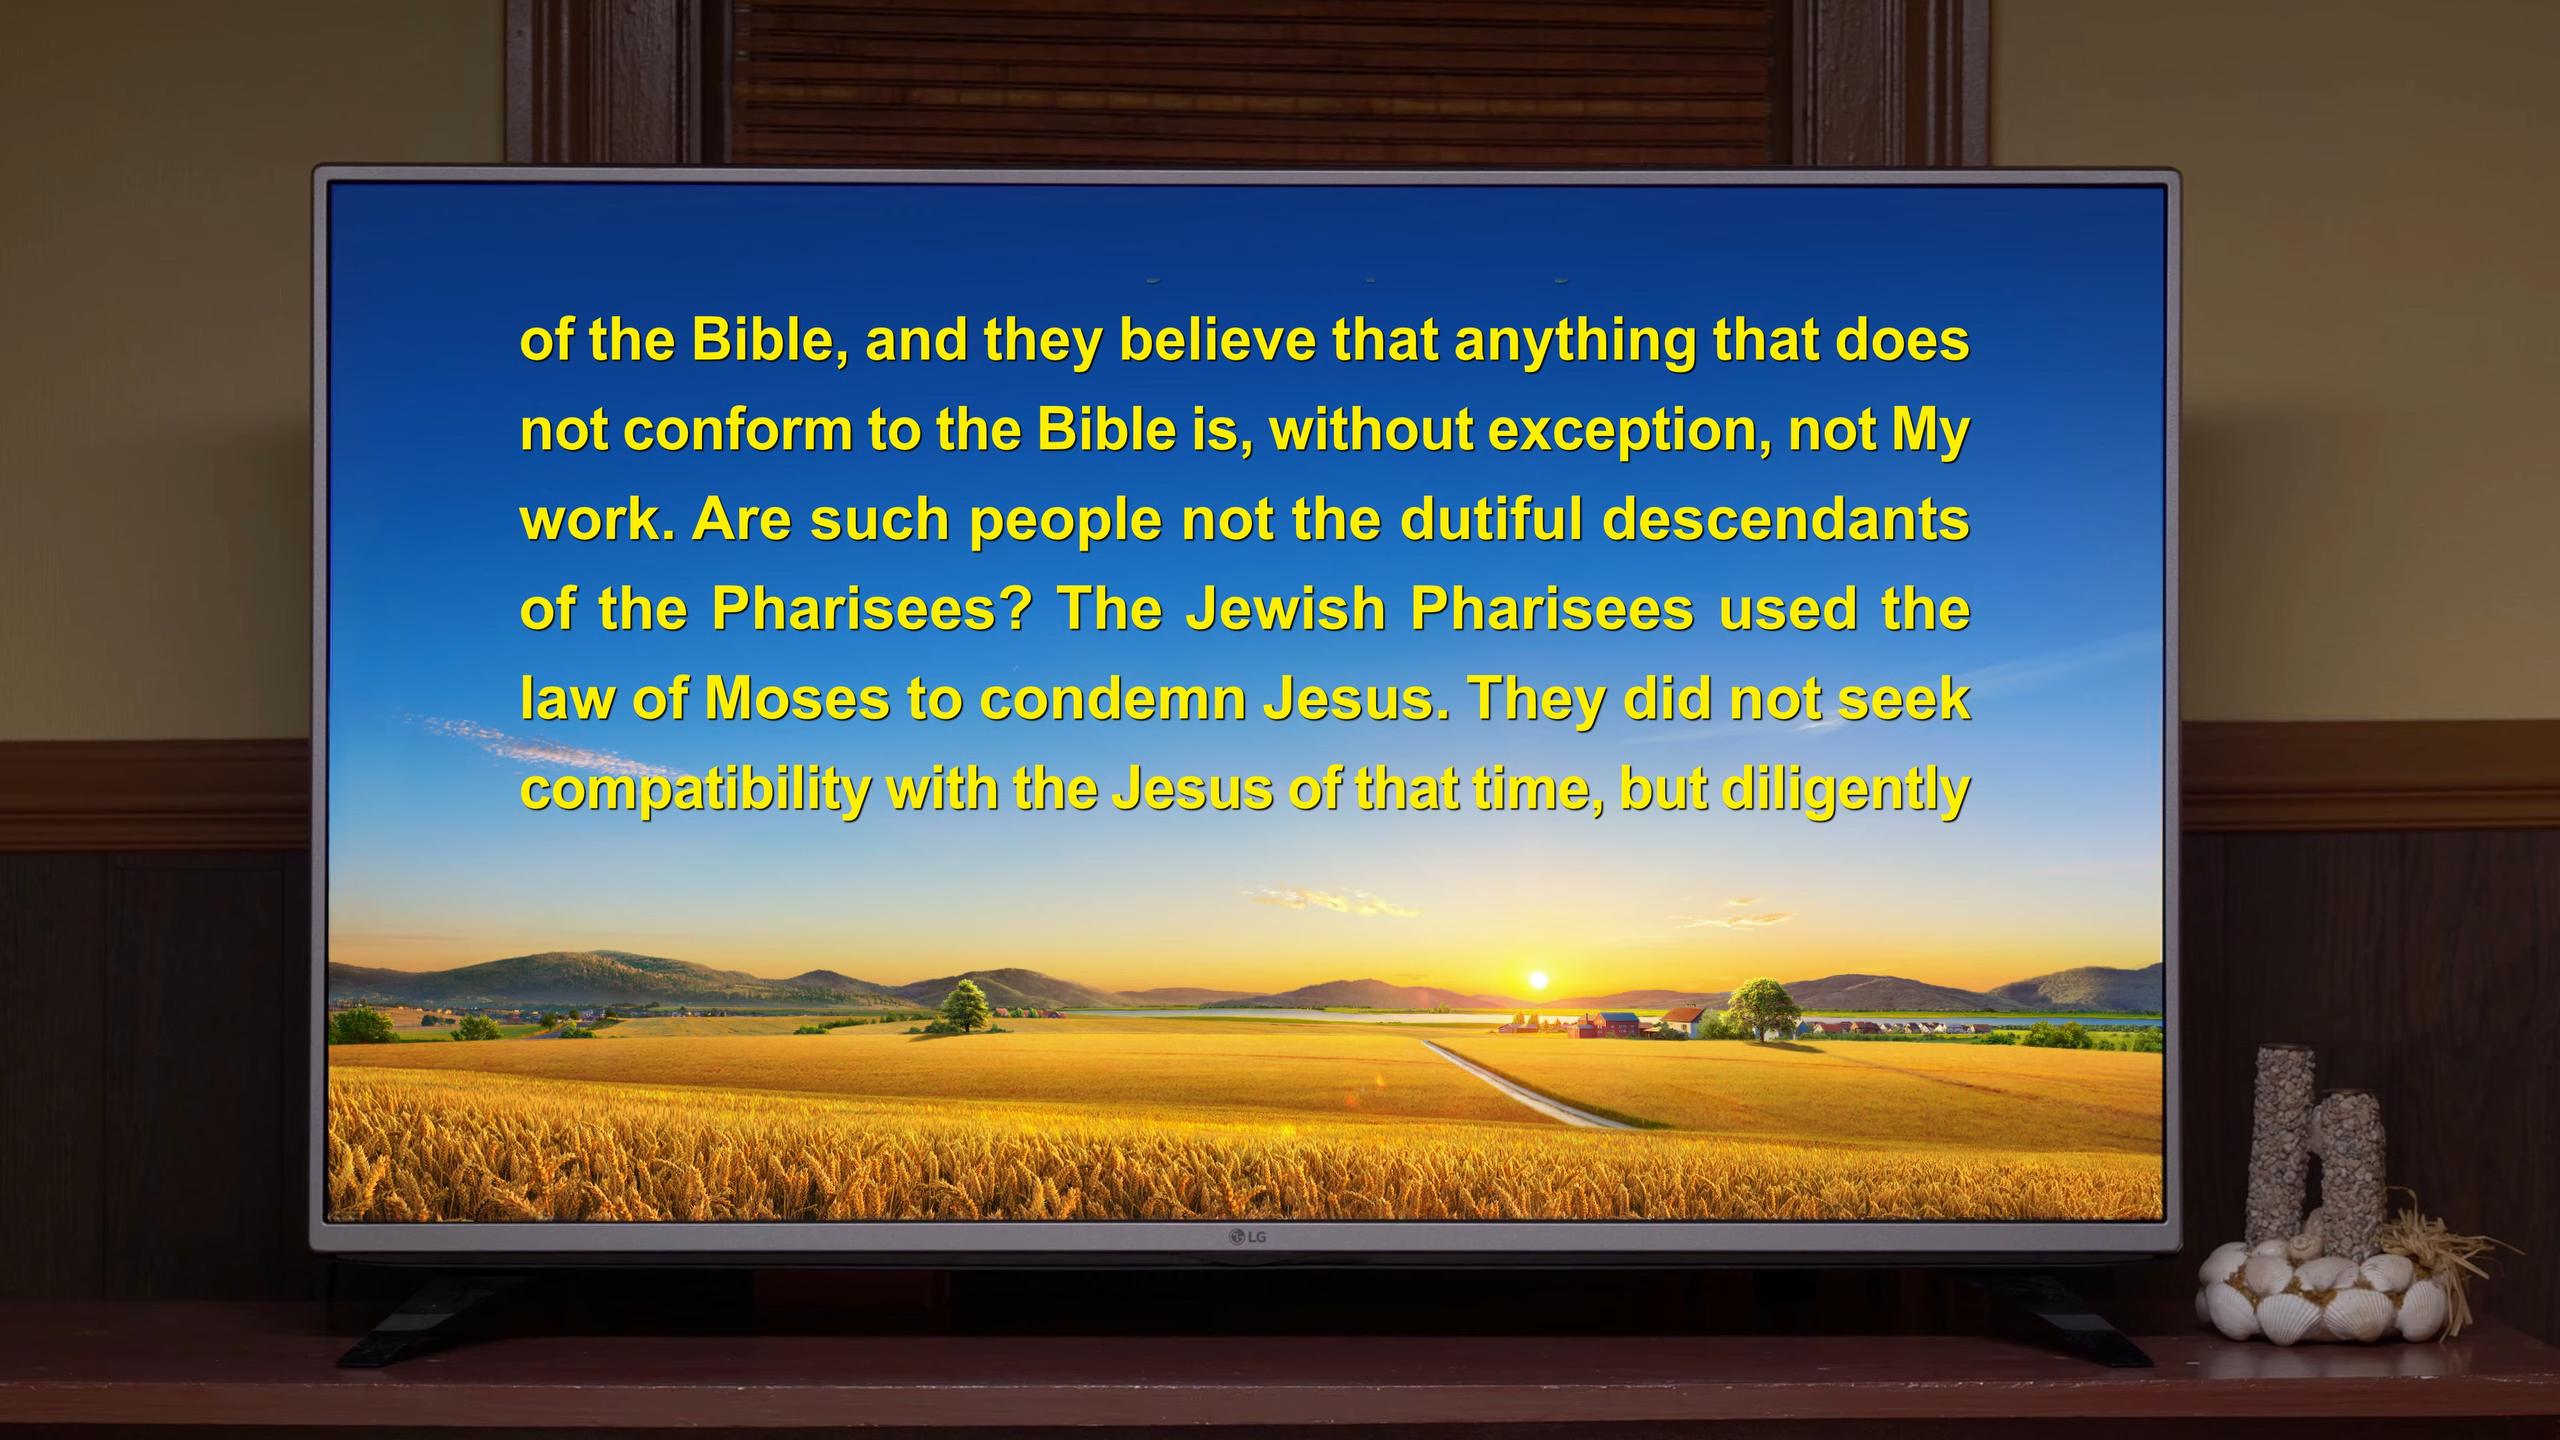 of the Bible, and they believe that anything that does
not conform to the Bible is, without exception, not My
work. Are such people not the dutiful descendants
of the Pharisees? The Jewish Pharisees used the
law of Moses to condemn Jesus. They did not seek
compatibility with the Jesus of that time, but diligently
LG